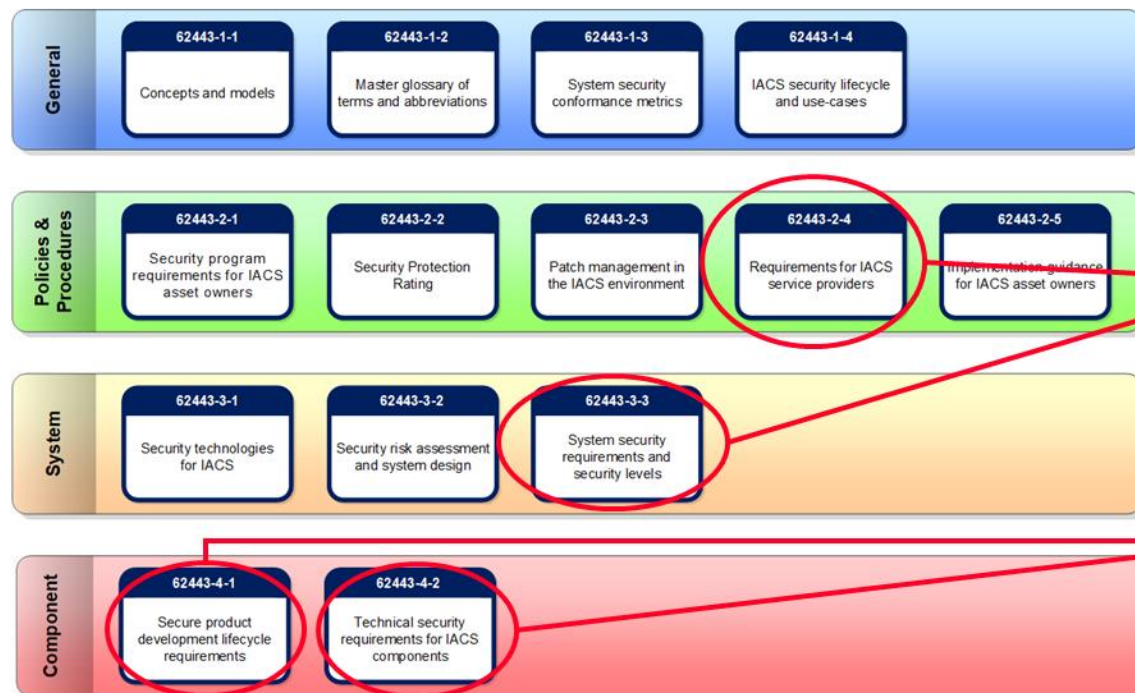 General
62443-1-1
Concepts and models
62443-1-2
Master glossary of
terms and abbreviations
62443-1-3
System security
conformance metrics
62443-1-4
IACS security lifecycle
and use-cases
Policies &
Procedures
62443-2-1
Security program
requirements for IACS
asset owners
62443-2-2
Security Protection
Rating
62443-2-3
Patch management in
the IACS environment
62443-2-4
Requirements for IACS
service providers
62443-2-5
Implementation guidance
for IACS asset owners
System
62443-3-1
Security technologies
for IACS
62443-3-2
Security risk assessment
and system design
62443-3-3
System security
requirements and
security levels
Component
62443-4-1
Secure product
development lifecycle
requirements
62443-4-2
Technical security
requirements for IACS
components